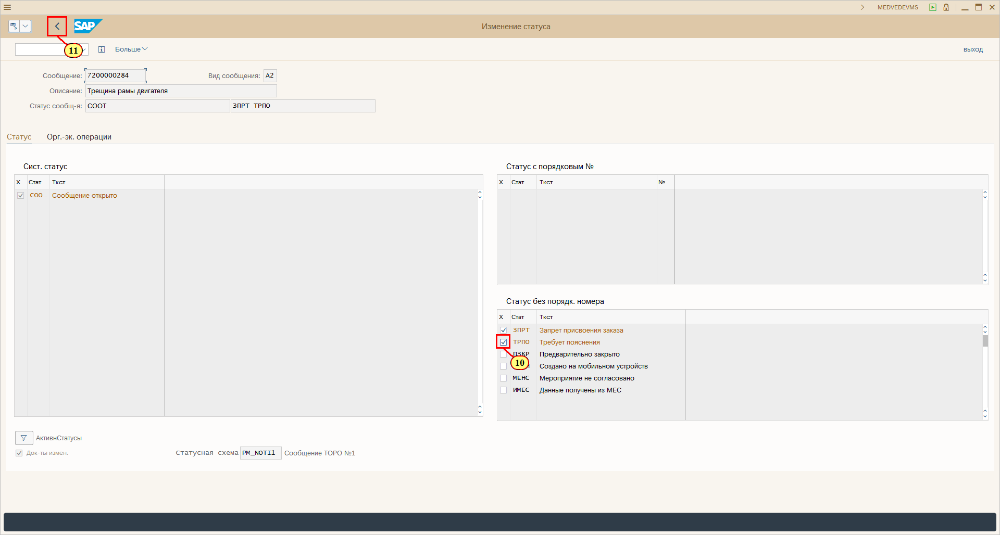 MEDVEDEVMS
SAP
Изменение статуса
11
Больше
выход
Сообщение: 7200000284 Вид сообщения: A2
Описание: Трещина рамы двигателя
Статус сообщ-я: СООТ ЗПРТ ТРПО
Статус Орг.-эк. операции
Сист. статус
X Стат Ткст
СОО… Сообщение открыто
Статус с порядковым №
X Стат Ткст №
Статус без порядк. номера
X Стат Ткст
ЗПРТ Запрет присвоения заказа
ТРПО Требует пояснения
ПЗКР Предварительно закрыто
10
Создано на мобильном устройств
МЕНС Мероприятие не согласовано
ИМЕС Данные получены из МЕС
АктивнСтатусы
Док-ты измен. Статусная схема PM_NOTI1 Сообщение ТОРО №1